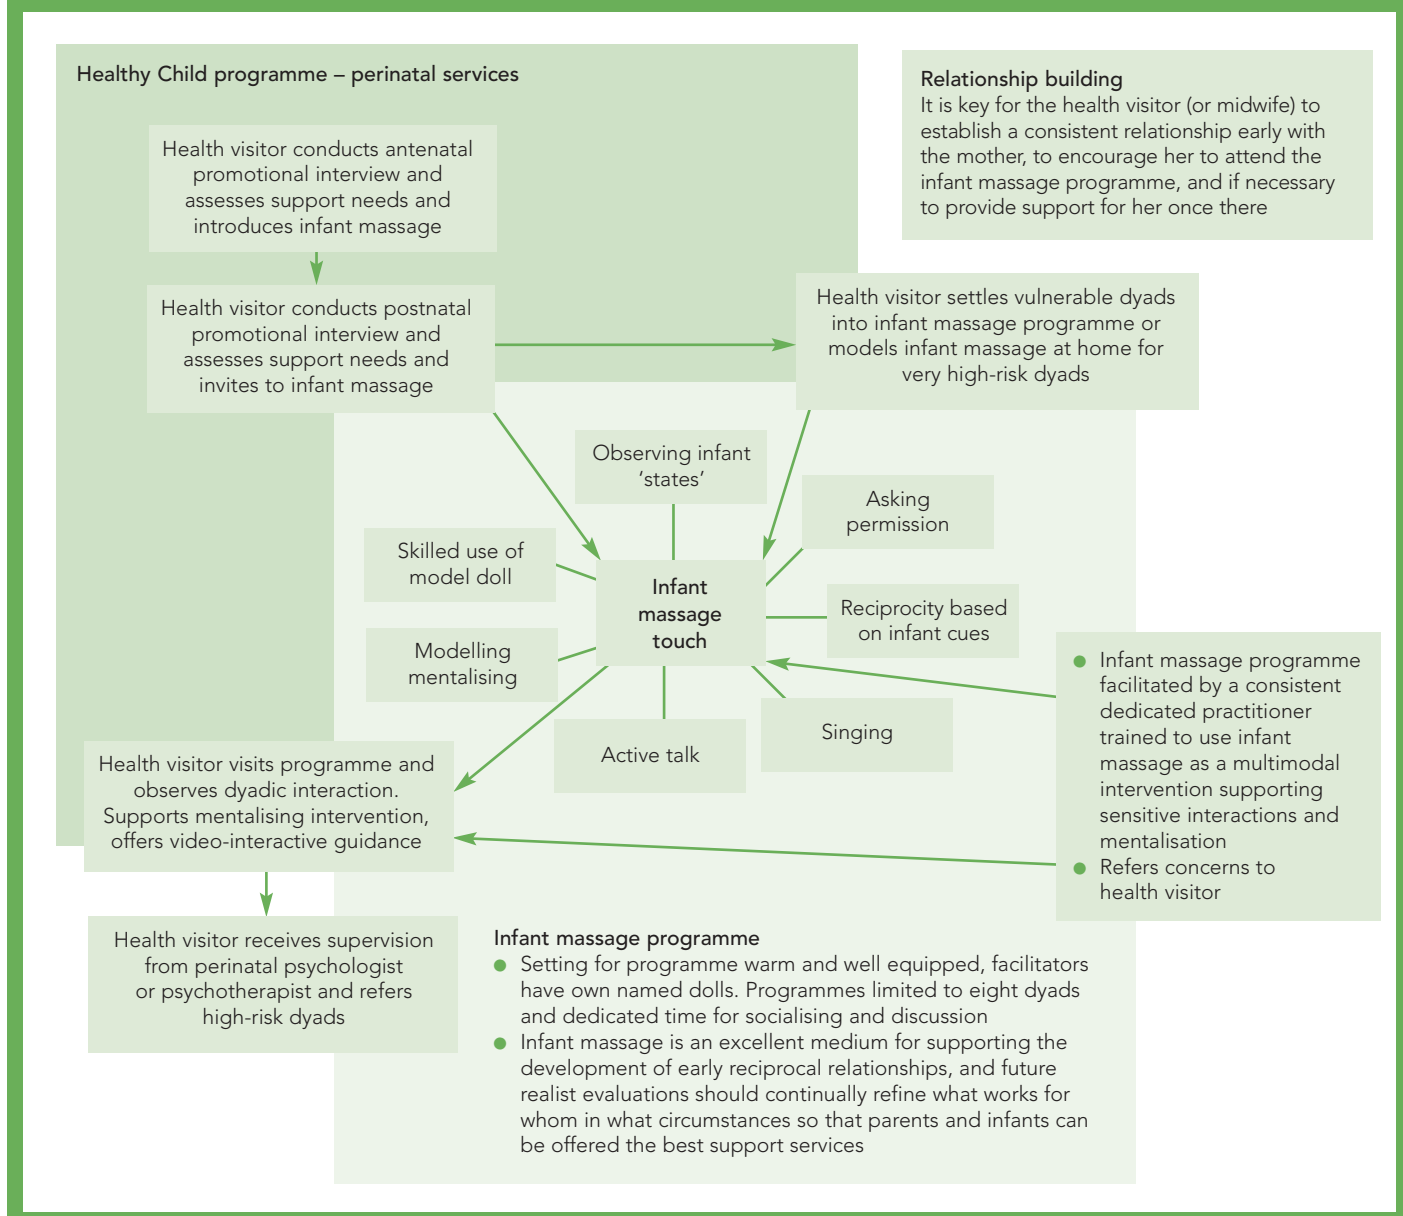 Healthy Child programme – perinatal services
Relationship building
It is key for the health visitor (or midwife) to
establish a consistent relationship early with
the mother, to encourage her to attend the
infant massage programme, and if necessary
to provide support for her once there
Health visitor conducts antenatal
promotional interview and
assesses support needs and
introduces infant massage
Health visitor conducts postnatal
promotional interview and
assesses support needs and
invites to infant massage
Health visitor settles vulnerable dyads
into infant massage programme or
models infant massage at home for
very high-risk dyads
Observing infant
‘states’
Asking
permission
Skilled use of
model doll
Infant
massage
touch
Reciprocity based
on infant cues
Modelling
mentalising
Active talk
Singing
● Infant massage programme
facilitated by a consistent
dedicated practitioner
trained to use infant
massage as a multimodal
intervention supporting
sensitive interactions and
mentalisation
● Refers concerns to
health visitor
Health visitor visits programme and
observes dyadic interaction.
Supports mentalising intervention,
offers video-interactive guidance
Health visitor receives supervision
from perinatal psychologist
or psychotherapist and refers
high-risk dyads
Infant massage programme
● Setting for programme warm and well equipped, facilitators
have own named dolls. Programmes limited to eight dyads
and dedicated time for socialising and discussion
● Infant massage is an excellent medium for supporting the
development of early reciprocal relationships, and future
realist evaluations should continually refine what works for
whom in what circumstances so that parents and infants can
be offered the best support services